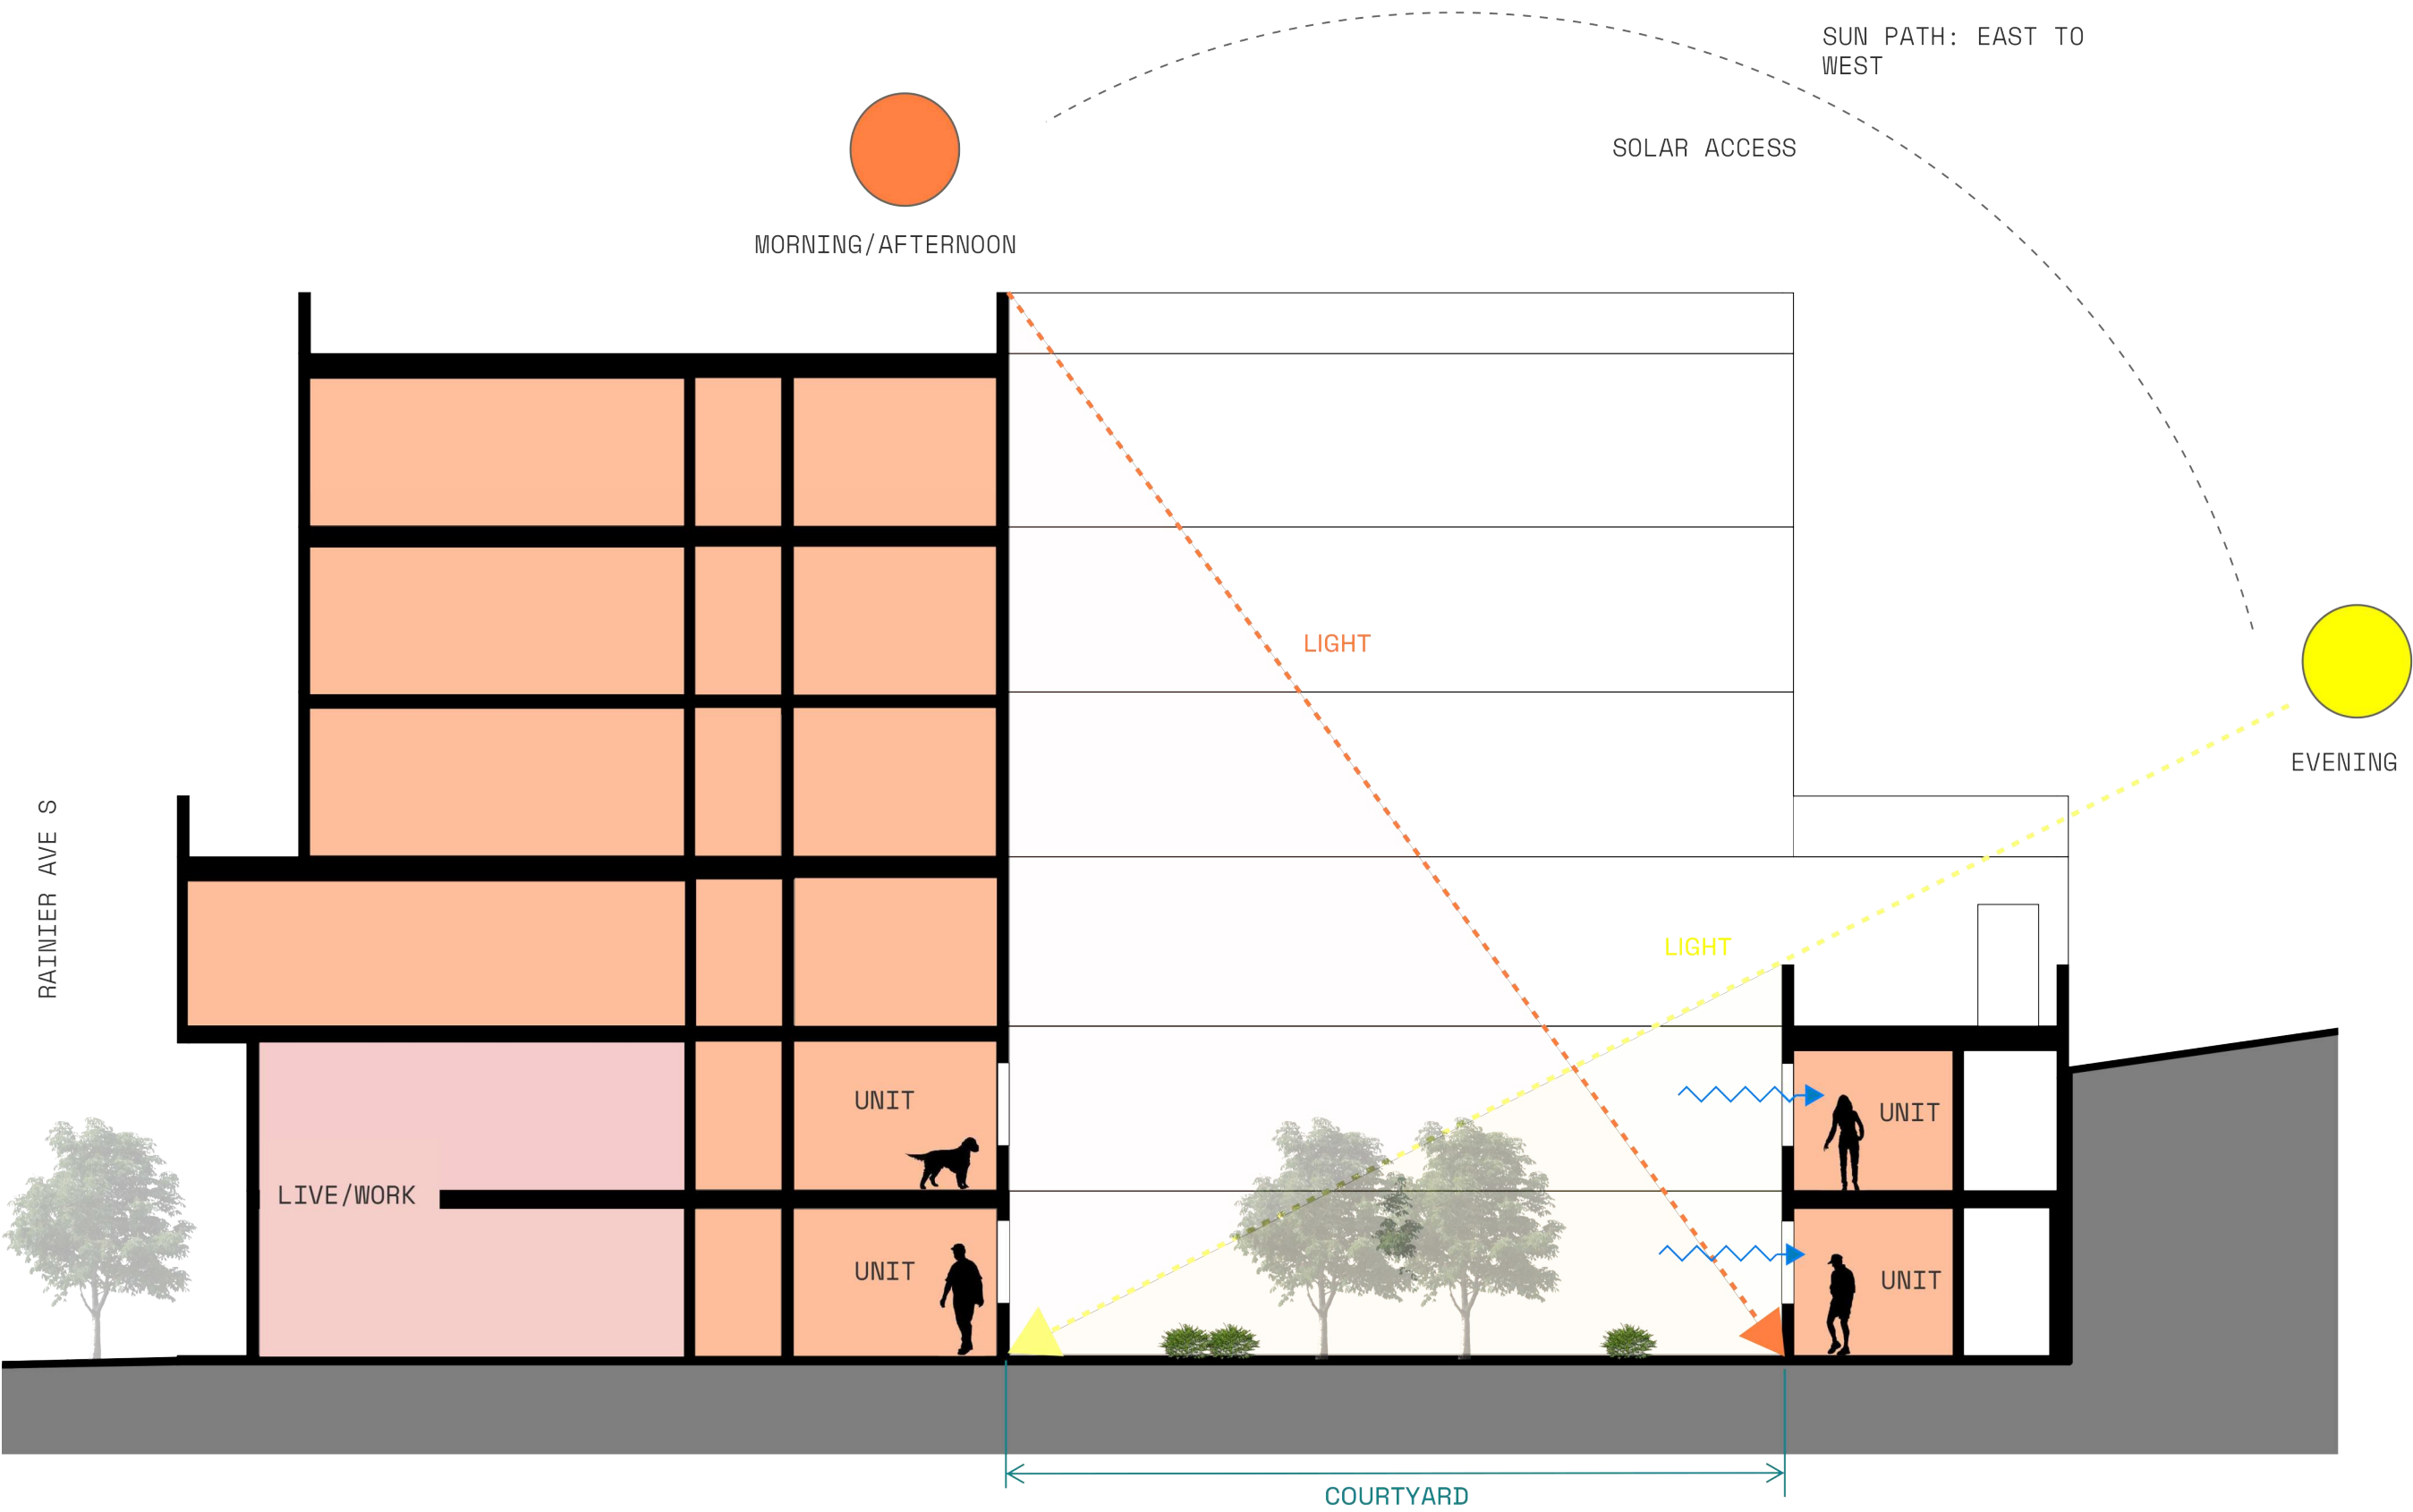 SUN PATH: EAST TO
WEST
SOLAR ACCESS
MORNING/AFTERNOON
LIGHT
EVENING
RAINIER AVE S
LIGHT
UNIT
UNIT
LIVE/WORK
UNIT
UNIT
COURTYARD